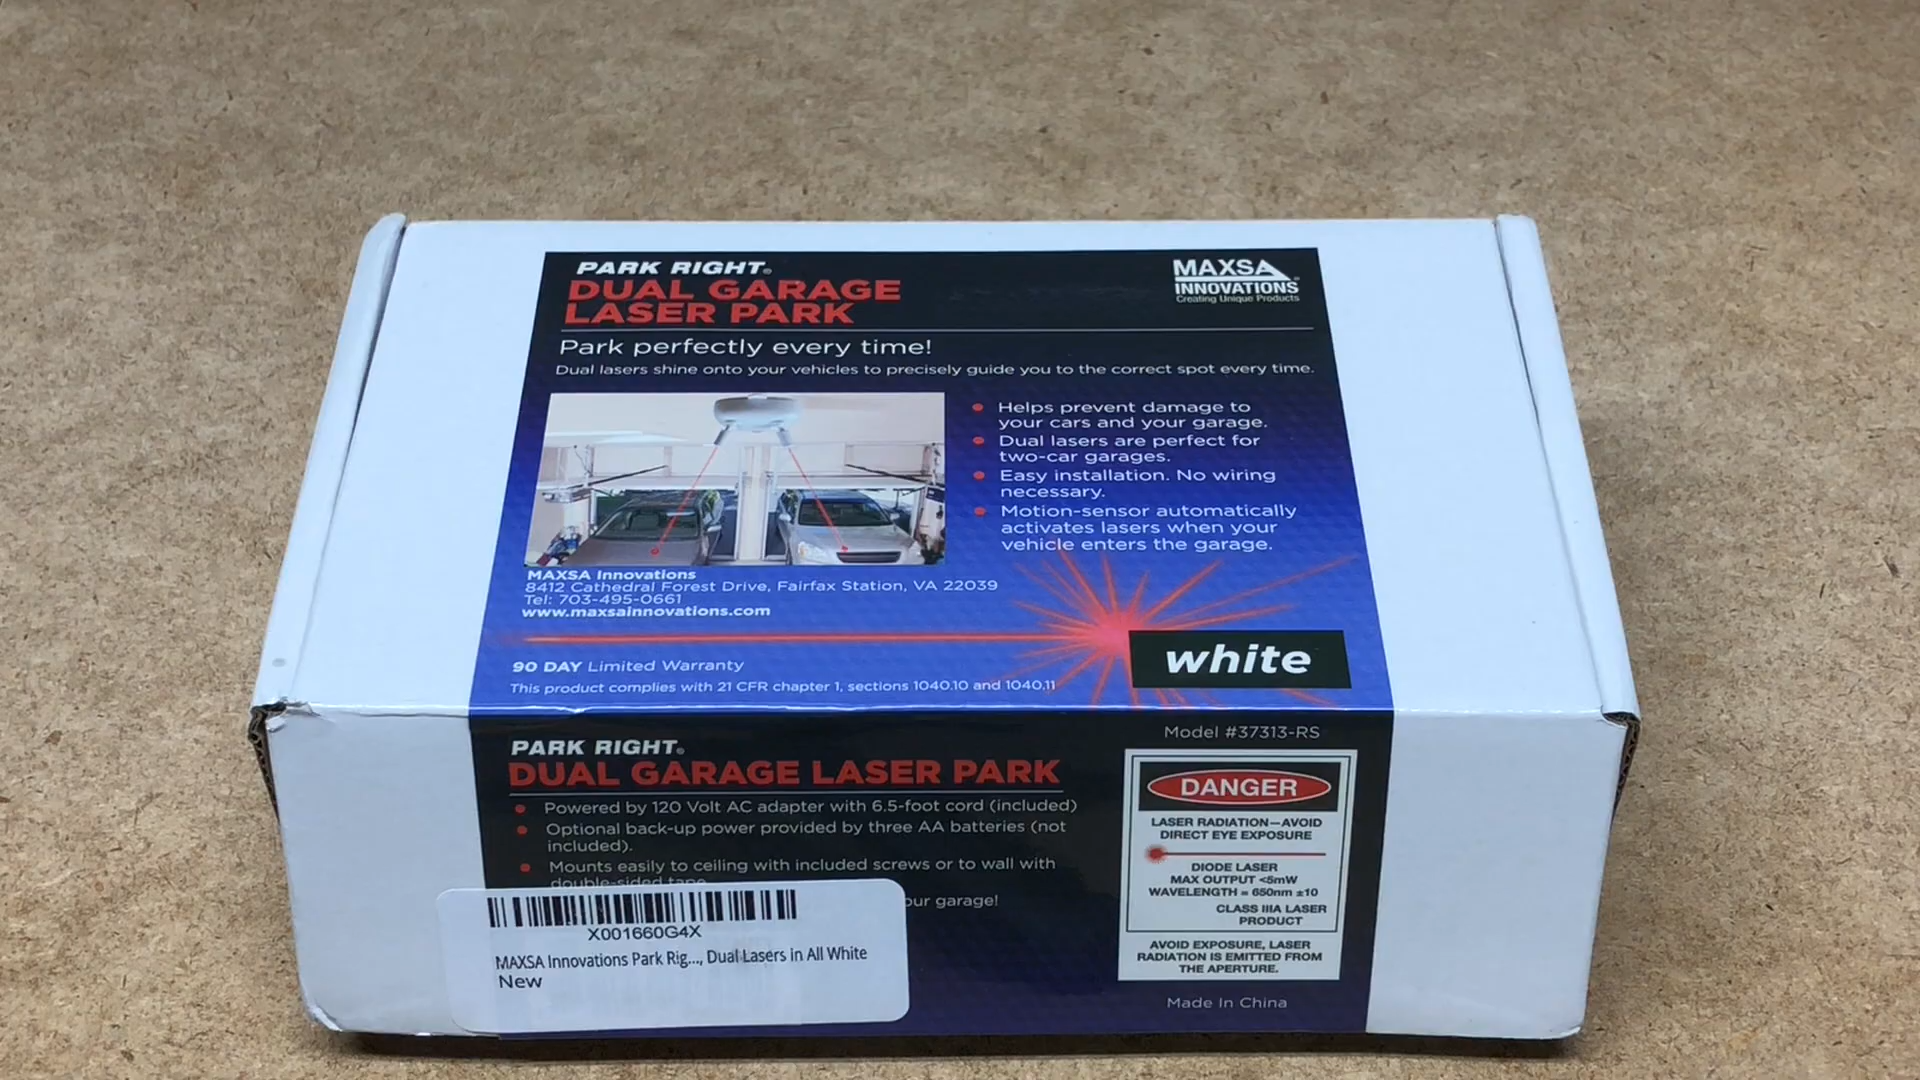 PARK RIGHT®
DUAL GARAGE
LASER PARK
MAXSA®
INNOVATIONS
Creating Unique Products
Park perfectly every time!
Dual lasers shine onto your vehicles to precisely guide you to the correct spot every time.
• Helps prevent damage to
your cars and your garage.
• Dual lasers are perfect for
two-car garages.
• Easy installation. No wiring
necessary.
• Motion-sensor automatically
activates lasers when your
vehicle enters the garage.
MAXSA Innovations
8412 Cathedral Forest Drive, Fairfax Station, VA 22039
Tel: 703-495-0661
www.maxsainnovations.com
90 DAY Limited Warranty
This product complies with 21 CFR chapter 1, sections 1040.10 and 1040.11
white
PARK RIGHT®
DUAL GARAGE LASER PARK
• Powered by 120 Volt AC adapter with 6.5-foot cord (included)
• Optional back-up power provided by three AA batteries (not
included).
• Mounts easily to ceiling with included screws or to wall with
double-sided tape
our garage!
X001660G4X
MAXSA Innovations Park Rig..., Dual Lasers in All White
New
Model #37313-RS
DANGER
LASER RADIATION—AVOID
DIRECT EYE EXPOSURE
DIODE LASER
MAX OUTPUT <5mW
WAVELENGTH = 650nm ±10
CLASS IIIA LASER
PRODUCT
AVOID EXPOSURE, LASER
RADIATION IS EMITTED FROM
THE APERTURE.
Made In China